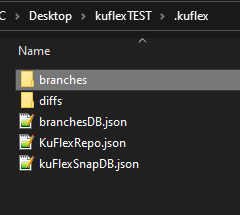 C > Desktop > kuflexTEST > .kuflex
Name
branches
diffs
branchesDB.json
KuFlexRepo.json
kuFlexSnapDB.json